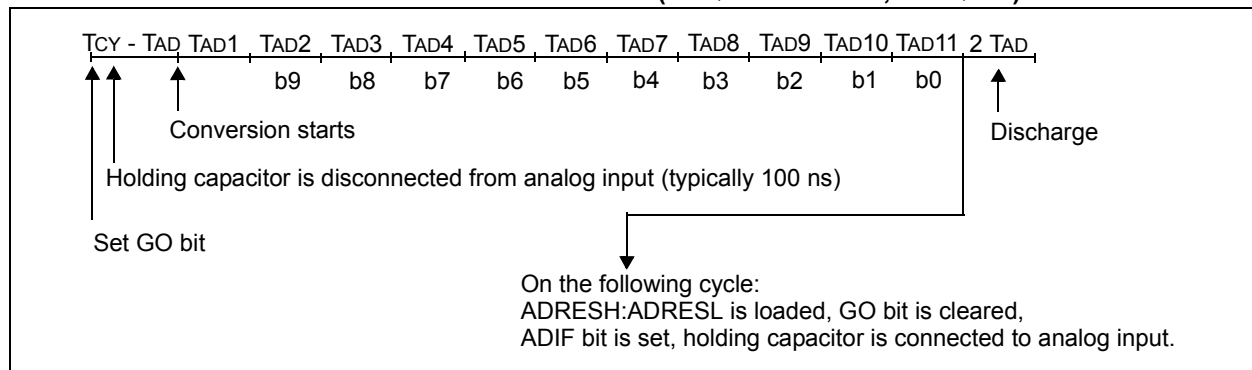 TCY - TAD TAD1 TAD2 TAD3 TAD4 TAD5 TAD6 TAD7 TAD8 TAD9 TAD10 TAD11 2 TAD
b9 b8 b7 b6 b5 b4 b3 b2 b1 b0
Conversion starts
Discharge
Holding capacitor is disconnected from analog input (typically 100 ns)
Set GO bit
On the following cycle:
ADRESH:ADRESL is loaded, GO bit is cleared,
ADIF bit is set, holding capacitor is connected to analog input.